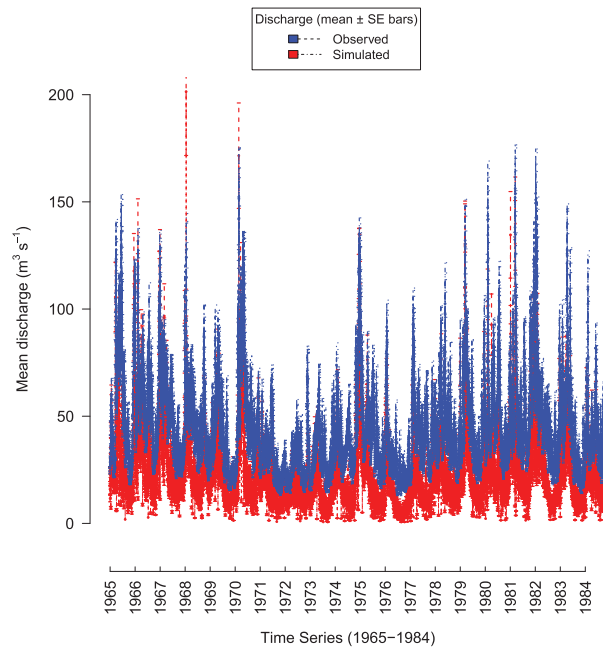 Discharge (mean ± SE bars)
Observed
Simulated
Mean discharge (m³ s⁻¹)
200
150
100
50
0
1965 1966 1967 1968 1969 1970 1971 1972 1973 1974 1975 1976 1977 1978 1979 1980 1981 1982 1983 1984
Time Series (1965−1984)